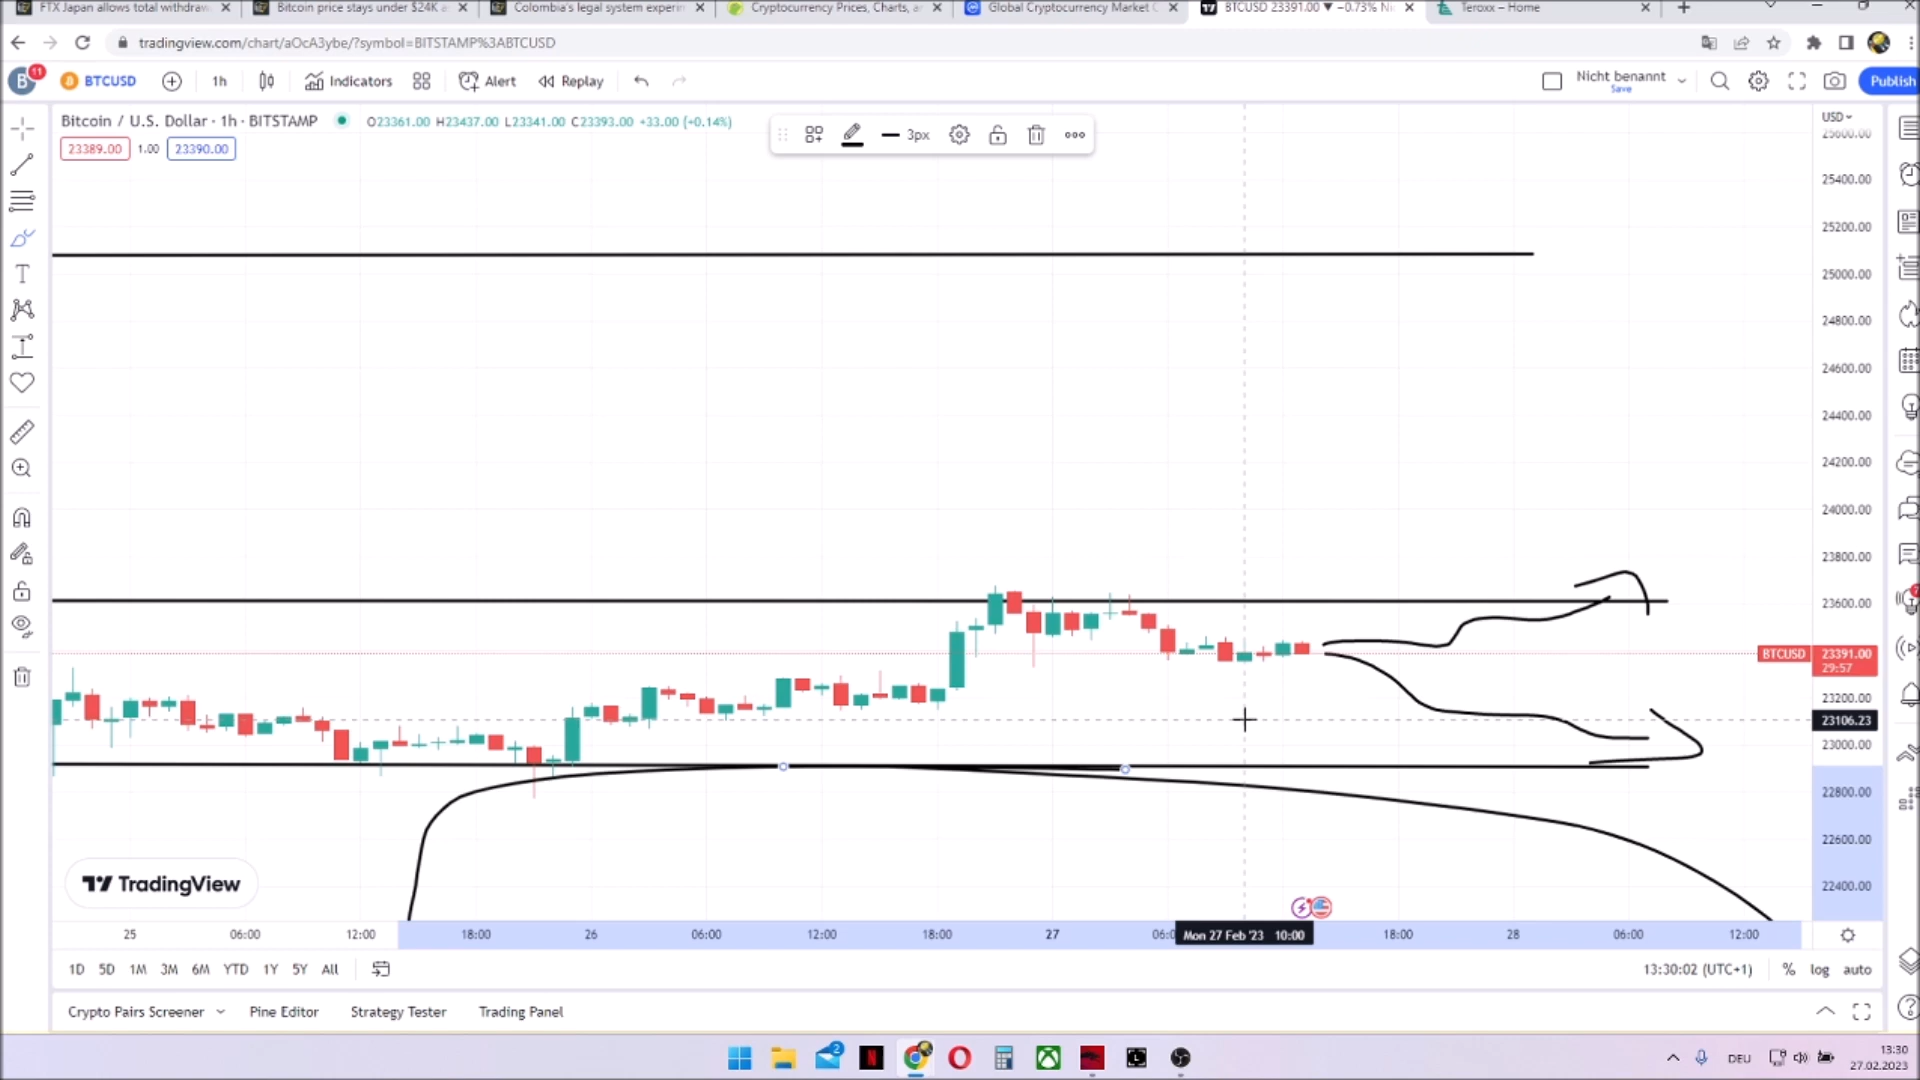 FTX Japan allows total withdraw
Bitcoin price stays under $24K a
Colombia's legal system experin
Cryptocurrency Prices, Charts, a
Global Cryptocurrency Market C
BTCUSD 23391.00 ▼ −0.73% Ni
Teroxx – Home
tradingview.com/chart/aOcA3ybe/?symbol=BITSTAMP%3ABTCUSD
B 11
BTCUSD
1h
Indicators
Alert
Replay
Nicht benannt
Save
Publish
Bitcoin / U.S. Dollar · 1h · BITSTAMP
O23361.00 H23437.00 L23341.00 C23393.00 +33.00 (+0.14%)
23389.00 1.00 23390.00
3px
USD
25600.00
25400.00
25200.00
25000.00
24800.00
24600.00
24400.00
24200.00
24000.00
23800.00
23600.00
BTCUSD 23391.00
29:57
23200.00
23106.23
23000.00
22800.00
22600.00
22400.00
TradingView
25 06:00 12:00 18:00 26 06:00 12:00 18:00 27 06:0 Mon 27 Feb '23 10:00 18:00 28 06:00 12:00
1D 5D 1M 3M 6M YTD 1Y 5Y All
13:30:02 (UTC+1) % log auto
Crypto Pairs Screener Pine Editor Strategy Tester Trading Panel
2
N
L
DEU
13:30
27.02.2023